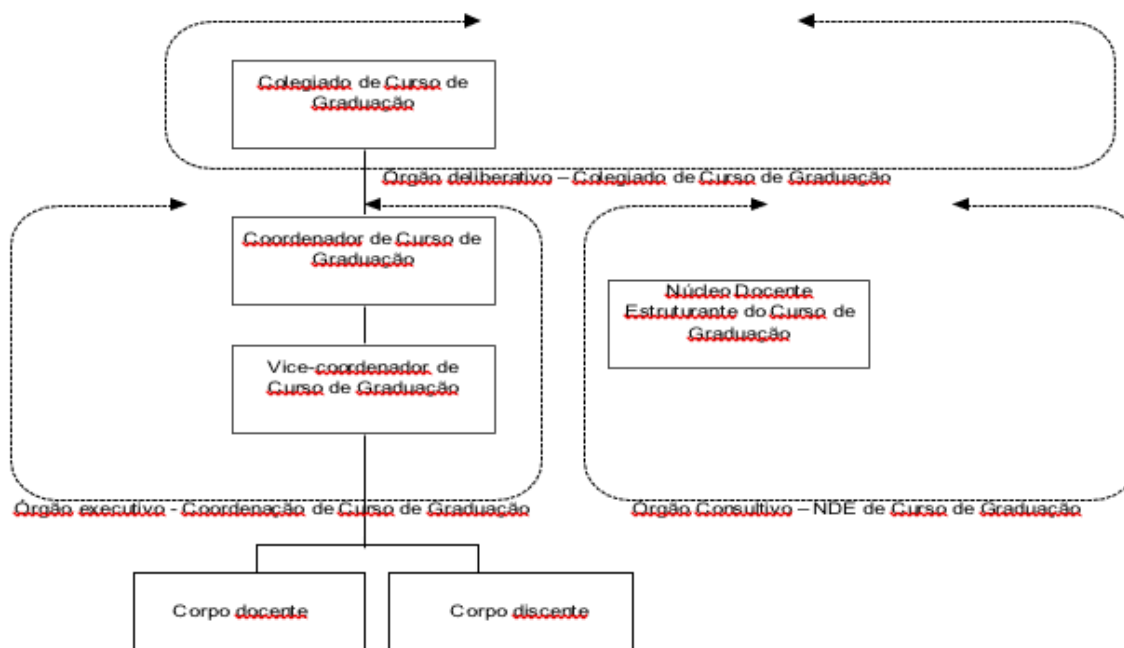 Colegiado de Curso de
Graduação
Órgão deliberativo – Colegiado de Curso de Graduação
Coordenador de Curso de
Graduação
Vice-coordenador de
Curso de Graduação
Órgão executivo - Coordenação de Curso de Graduação
Núcleo Docente
Estruturante do Curso de
Graduação
Órgão Consultivo – NDE de Curso de Graduação
Corpo docente
Corpo discente